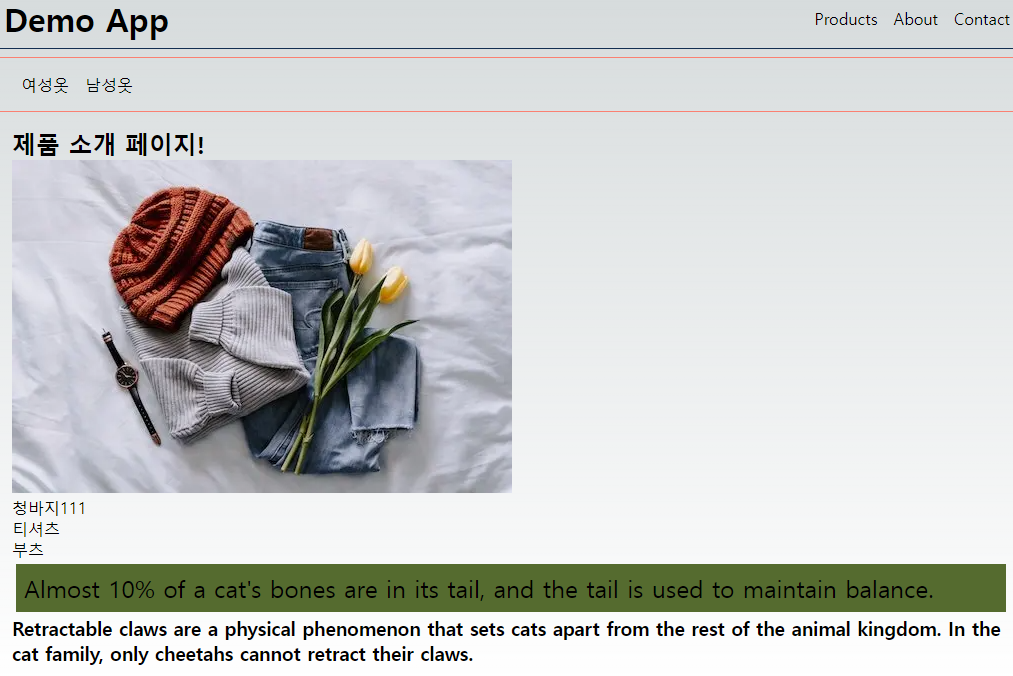 Demo App
Products About Contact
여성옷 남성옷
제품 소개 페이지!
청바지111
티셔츠
부츠
Almost 10% of a cat's bones are in its tail, and the tail is used to maintain balance.
Retractable claws are a physical phenomenon that sets cats apart from the rest of the animal kingdom. In the
cat family, only cheetahs cannot retract their claws.